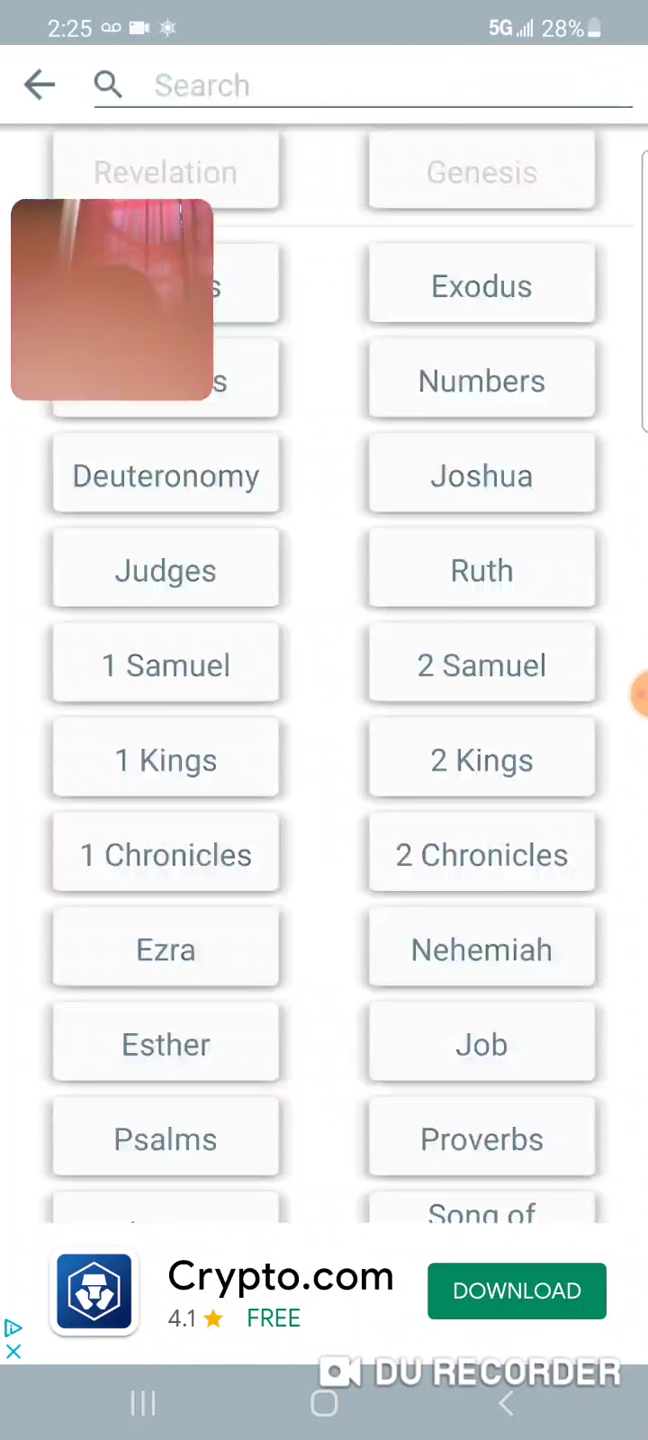 2:25
5G 28%
Search
Revelation Genesis
s Exodus
s Numbers
Deuteronomy Joshua
Judges Ruth
1 Samuel 2 Samuel
1 Kings 2 Kings
1 Chronicles 2 Chronicles
Ezra Nehemiah
Esther Job
Psalms Proverbs
Song of
Crypto.com
4.1 FREE
DOWNLOAD
DU RECORDER